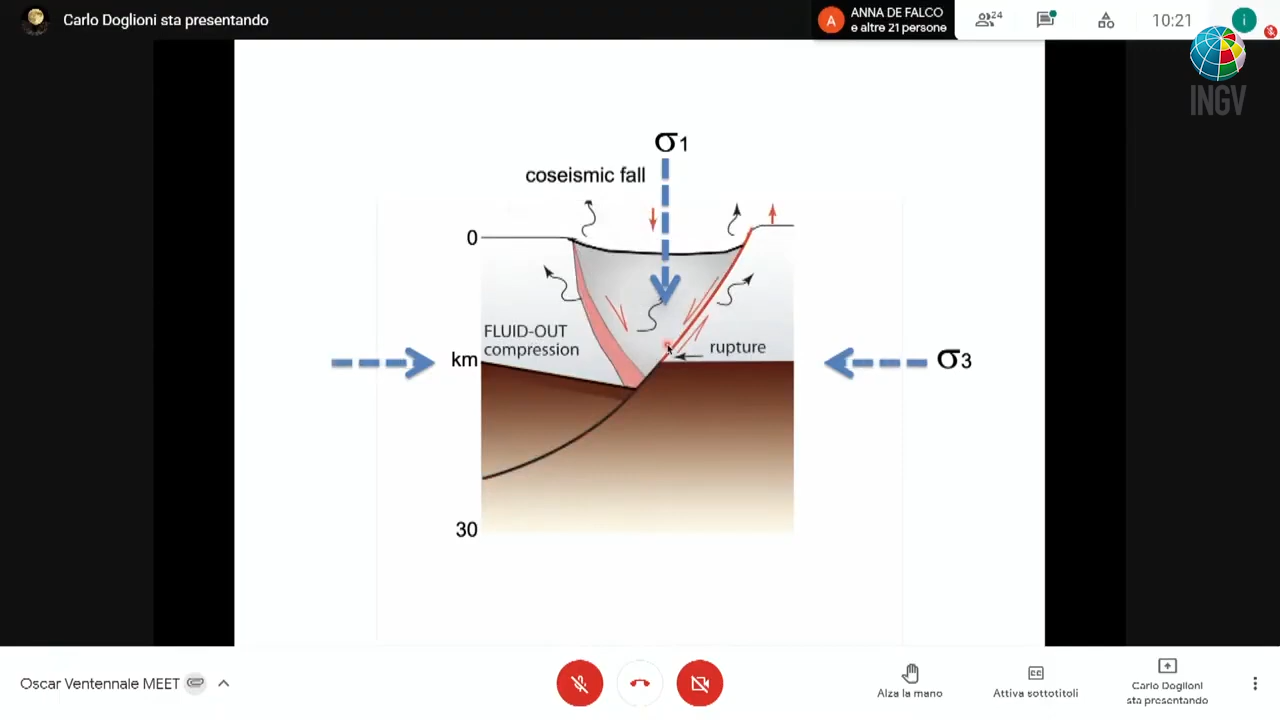 Carlo Doglioni sta presentando
ANNA DE FALCO
e altre 21 persone
A
24
10:21
i
INGV
σ1
coseismic fall
0
FLUID-OUT
compression
km
rupture
σ3
30
Oscar Ventennale MEET
Alza la mano
Attiva sottotitoli
Carlo Doglioni
sta presentando